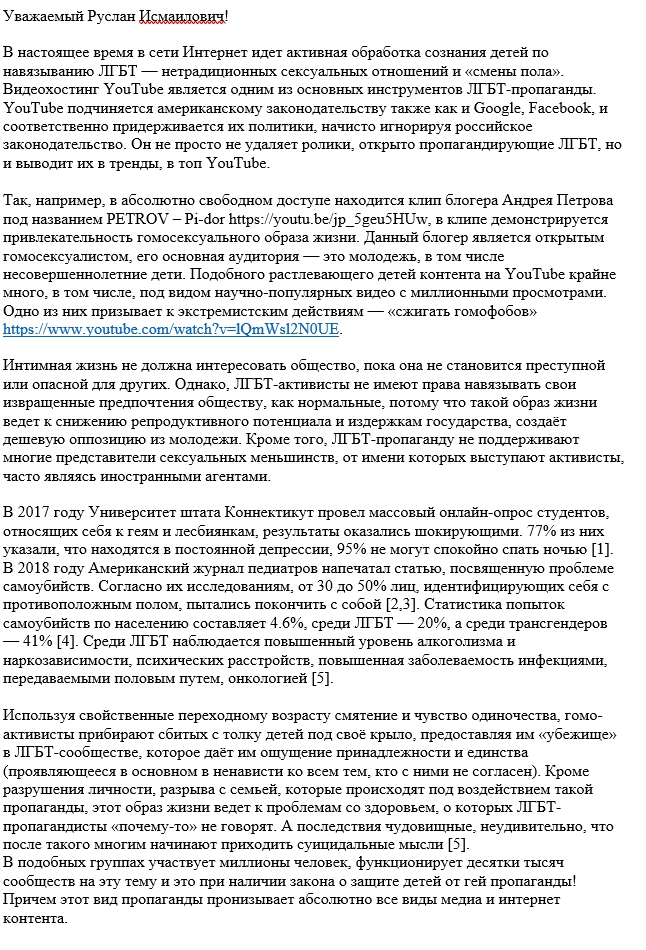 Уважаемый Руслан Исмаилович!
В настоящее время в сети Интернет идет активная обработка сознания детей по
навязыванию ЛГБТ — нетрадиционных сексуальных отношений и «смены пола».
Видеохостинг YouTube является одним из основных инструментов ЛГБТ-пропаганды.
YouTube подчиняется американскому законодательству также как и Google, Facebook, и
соответственно придерживается их политики, начисто игнорируя российское
законодательство. Он не просто не удаляет ролики, открыто пропагандирующие ЛГБТ, но
и выводит их в тренды, в топ YouTube.
Так, например, в абсолютно свободном доступе находится клип блогера Андрея Петрова
под названием PETROV – Pi-dor https://youtu.be/jp_5geu5HUw, в клипе демонстрируется
привлекательность гомосексуального образа жизни. Данный блогер является открытым
гомосексуалистом, его основная аудитория — это молодежь, в том числе
несовершеннолетние дети. Подобного растлевающего детей контента на YouTube крайне
много, в том числе, под видом научно-популярных видео с миллионными просмотрами.
Одно из них призывает к экстремистским действиям — «сжигать гомофобов»
https://www.youtube.com/watch?v=lQmWsl2N0UE.
Интимная жизнь не должна интересовать общество, пока она не становится преступной
или опасной для других. Однако, ЛГБТ-активисты не имеют права навязывать свои
извращенные предпочтения обществу, как нормальные, потому что такой образ жизни
ведет к снижению репродуктивного потенциала и издержкам государства, создаёт
дешевую оппозицию из молодежи. Кроме того, ЛГБТ-пропаганду не поддерживают
многие представители сексуальных меньшинств, от имени которых выступают активисты,
часто являясь иностранными агентами.
В 2017 году Университет штата Коннектикут провел массовый онлайн-опрос студентов,
относящих себя к геям и лесбиянкам, результаты оказались шокирующими. 77% из них
указали, что находятся в постоянной депрессии, 95% не могут спокойно спать ночью [1].
В 2018 году Американский журнал педиатров напечатал статью, посвященную проблеме
самоубийств. Согласно их исследованиям, от 30 до 50% лиц, идентифицирующих себя с
противоположным полом, пытались покончить с собой [2,3]. Статистика попыток
самоубийств по населению составляет 4.6%, среди ЛГБТ — 20%, а среди трансгендеров
— 41% [4]. Среди ЛГБТ наблюдается повышенный уровень алкоголизма и
наркозависимости, психических расстройств, повышенная заболеваемость инфекциями,
передаваемыми половым путем, онкологией [5].
Используя свойственные переходному возрасту смятение и чувство одиночества, гомо-
активисты прибирают сбитых с толку детей под своё крыло, предоставляя им «убежище»
в ЛГБТ-сообществе, которое даёт им ощущение принадлежности и единства
(проявляющееся в основном в ненависти ко всем тем, кто с ними не согласен). Кроме
разрушения личности, разрыва с семьей, которые происходят под воздействием такой
пропаганды, этот образ жизни ведет к проблемам со здоровьем, о которых ЛГБТ-
пропагандисты «почему-то» не говорят. А последствия чудовищные, неудивительно, что
после такого многим начинают приходить суицидальные мысли [5].
В подобных группах участвует миллионы человек, функционирует десятки тысяч
сообществ на эту тему и это при наличии закона о защите детей от гей пропаганды!
Причем этот вид пропаганды пронизывает абсолютно все виды медиа и интернет
контента.